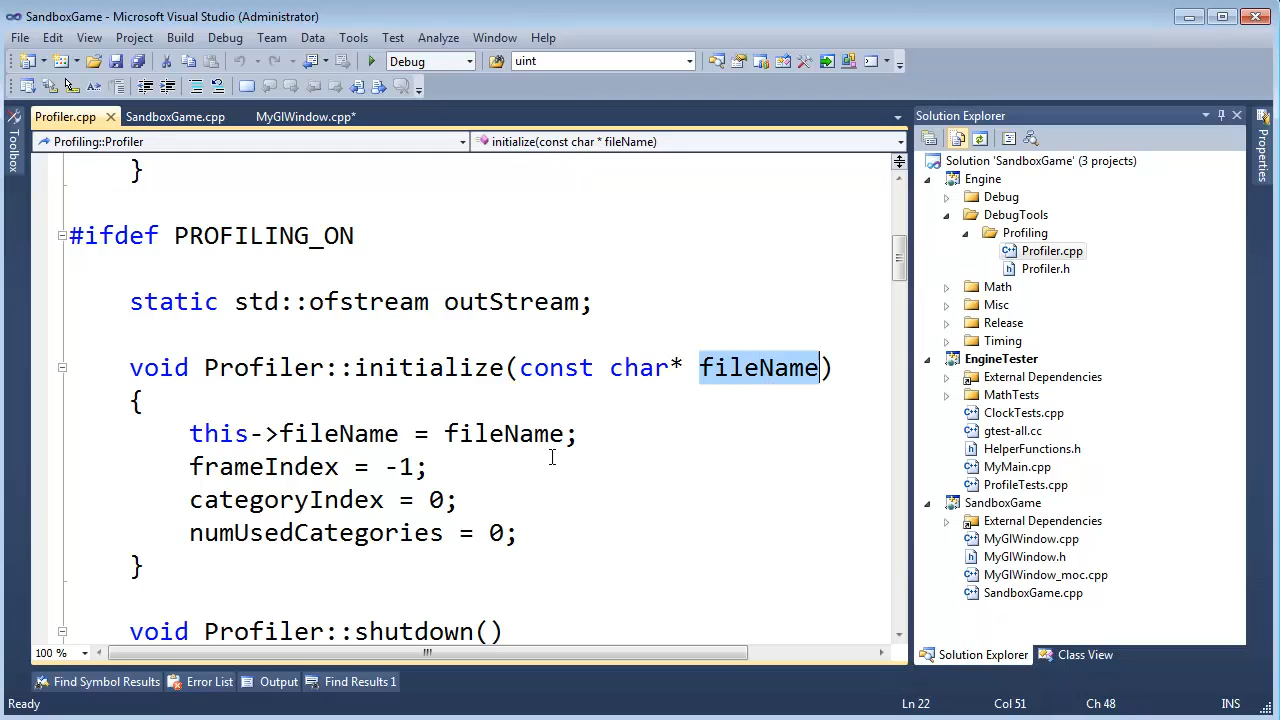 SandboxGame - Microsoft Visual Studio (Administrator)
File Edit View Project Build Debug Team Data Tools Test Analyze Window Help
Debug uint
Profiler.cpp SandboxGame.cpp MyGlWindow.cpp*
Profiling::Profiler initialize(const char * fileName)
}
#ifdef PROFILING_ON
static std::ofstream outStream;
void Profiler::initialize(const char* fileName)
{
this->fileName = fileName;
frameIndex = -1;
categoryIndex = 0;
numUsedCategories = 0;
}
void Profiler::shutdown()
100 %
Toolbox
Solution Explorer
Solution 'SandboxGame' (3 projects)
Engine
Debug
DebugTools
Profiling
Profiler.cpp
Profiler.h
Math
Misc
Release
Timing
EngineTester
External Dependencies
MathTests
ClockTests.cpp
gtest-all.cc
HelperFunctions.h
MyMain.cpp
ProfileTests.cpp
SandboxGame
External Dependencies
MyGlWindow.cpp
MyGlWindow.h
MyGlWindow_moc.cpp
SandboxGame.cpp
Solution Explorer Class View
Properties
Find Symbol Results Error List Output Find Results 1
Ready Ln 22 Col 51 Ch 48 INS